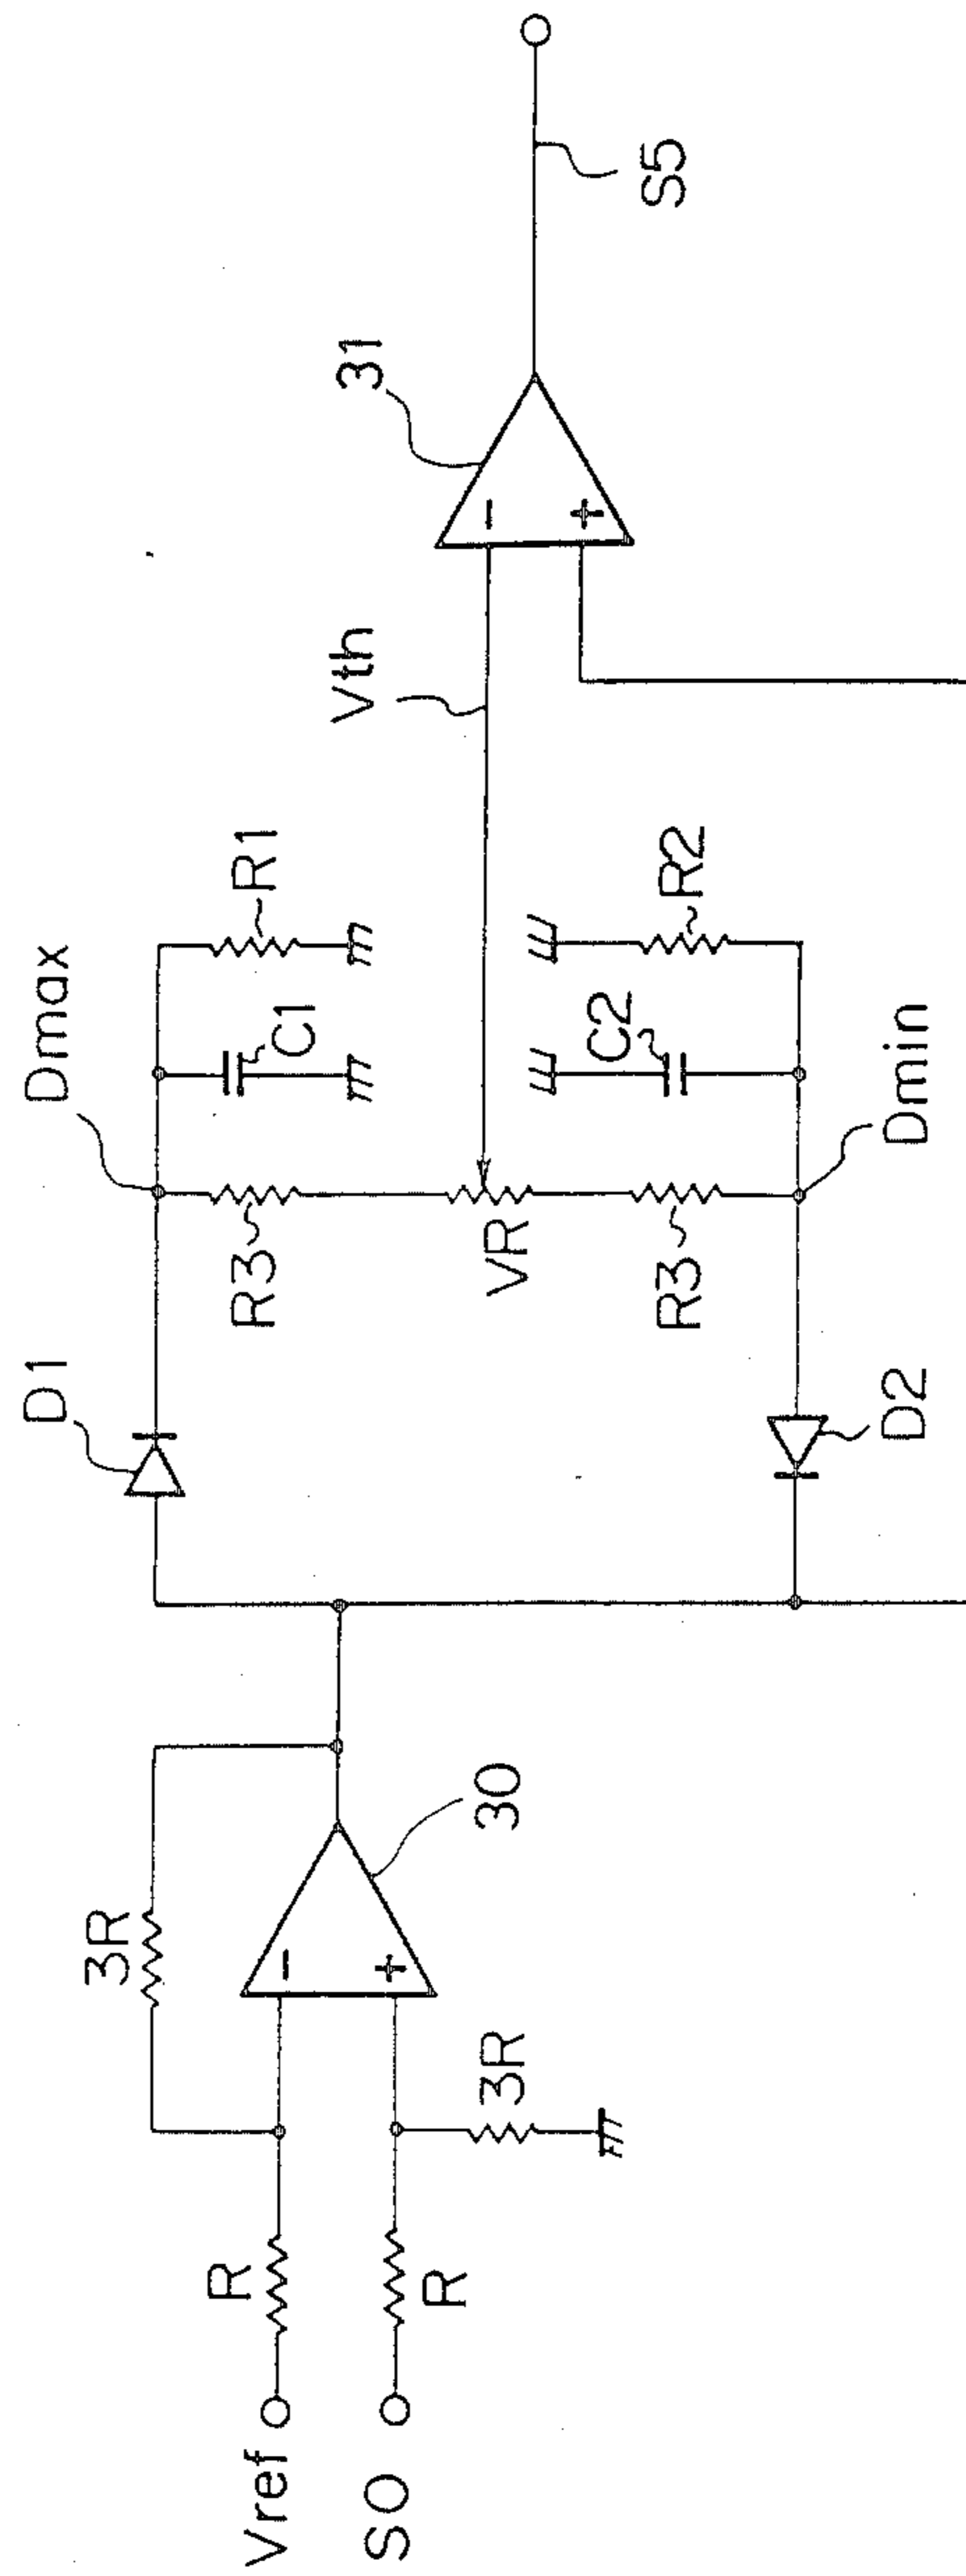 Vref
SO
R
R
3R
3R
−
+
30
D1
D2
Dmax
R3
VR
R3
C1
R1
C2
R2
Dmin
Vth
−
+
31
S5